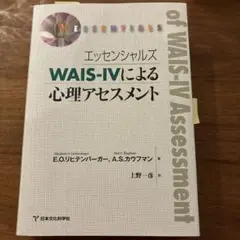 ESSENTIALS
of WAIS-IV Assessment
エッセンシャルズ
WAIS-IVによる
心理アセスメント
E.O.リヒテンバーガー、A.S.カウフマン 著
上野一彦 訳
日本文化科学社